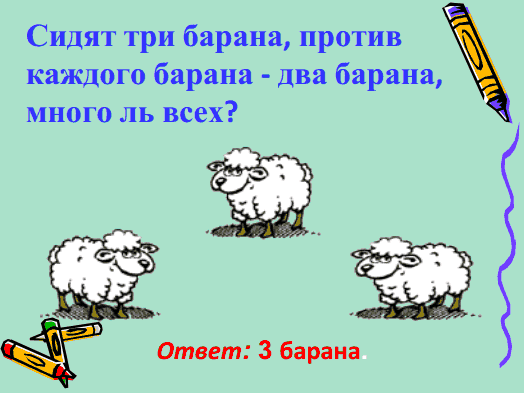 Сидят три барана, против
каждого барана - два барана,
много ль всех?
Ответ: 3 барана.